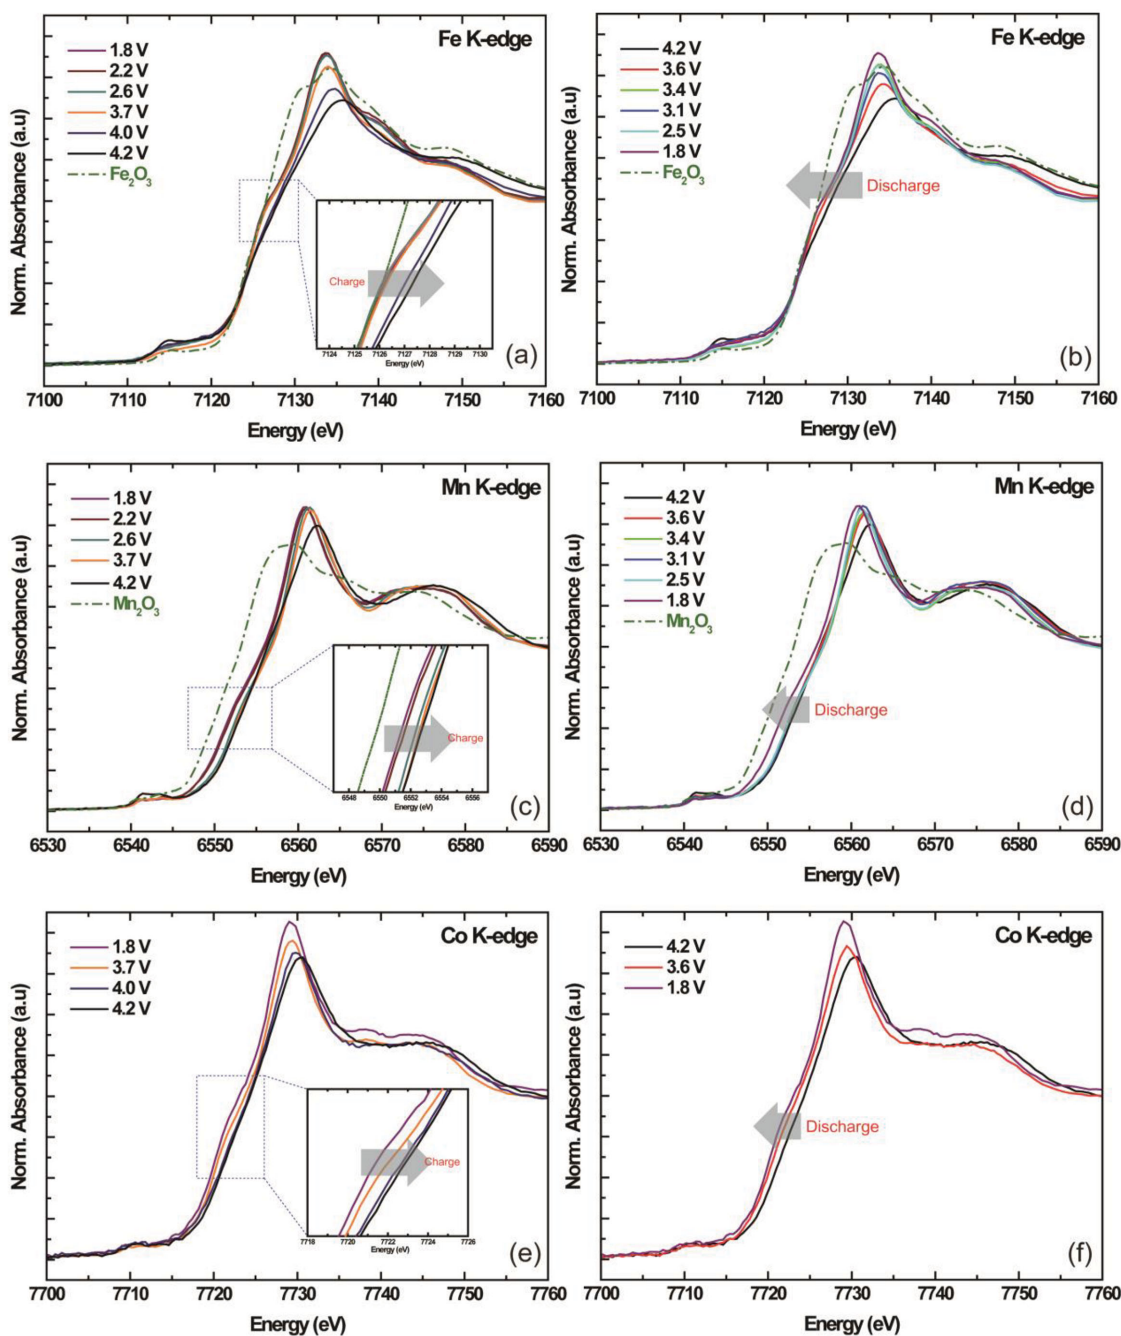 Fe K-edge
1.8 V
2.2 V
2.6 V
3.7 V
4.0 V
4.2 V
Fe₂O₃
Norm. Absorbance (a.u)
Charge
7124 7125 7126 7127 7128 7129 7130
Energy (eV)
(a)
7100 7110 7120 7130 7140 7150 7160
Energy (eV)
Fe K-edge
4.2 V
3.6 V
3.4 V
3.1 V
2.5 V
1.8 V
Fe₂O₃
Norm. Absorbance (a.u)
Discharge
(b)
7100 7110 7120 7130 7140 7150 7160
Energy (eV)
Mn K-edge
1.8 V
2.2 V
2.6 V
3.7 V
4.2 V
Mn₂O₃
Norm. Absorbance (a.u)
Charge
6548 6550 6552 6554 6556
Energy (eV)
(c)
6530 6540 6550 6560 6570 6580 6590
Energy (eV)
Mn K-edge
4.2 V
3.6 V
3.4 V
3.1 V
2.5 V
1.8 V
Mn₂O₃
Norm. Absorbance (a.u)
Discharge
(d)
6530 6540 6550 6560 6570 6580 6590
Energy (eV)
Co K-edge
1.8 V
3.7 V
4.0 V
4.2 V
Norm. Absorbance (a.u)
Charge
7718 7720 7722 7724 7726
Energy (eV)
(e)
7700 7710 7720 7730 7740 7750 7760
Energy (eV)
Co K-edge
4.2 V
3.6 V
1.8 V
Norm. Absorbance (a.u)
Discharge
(f)
7700 7710 7720 7730 7740 7750 7760
Energy (eV)